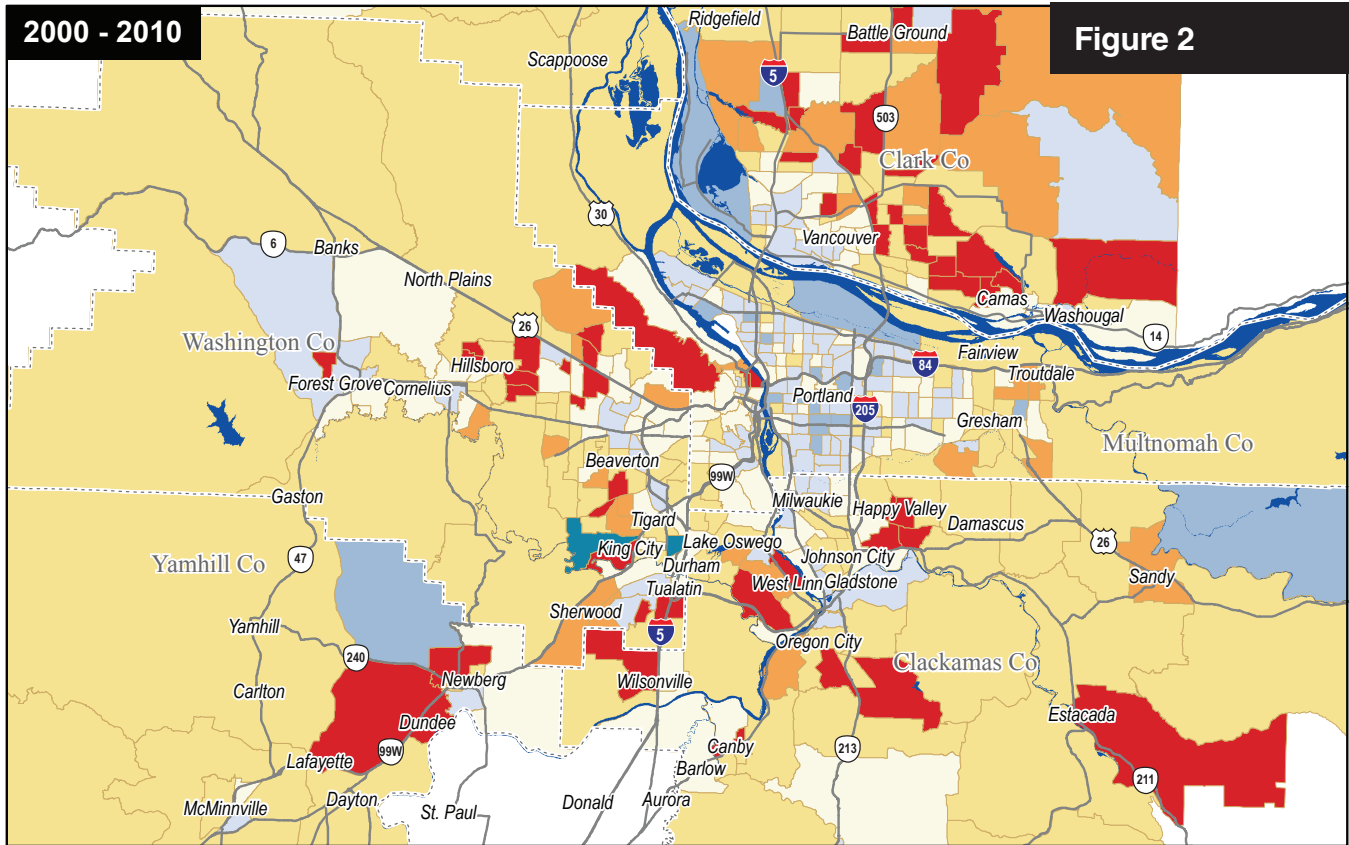 2000 - 2010
Figure 2
Ridgefield
Battle Ground
Scappoose
5
503
Clark Co
30
6
Banks
Vancouver
North Plains
26
Camas
Washougal
14
Washington Co
Hillsboro
Fairview
84
Troutdale
Forest Grove
Cornelius
Portland
205
Gresham
Multnomah Co
Beaverton
99W
Gaston
Milwaukie
Happy Valley
Damascus
Tigard
King City
Lake Oswego
26
47
Yamhill Co
Durham
Johnson City
Sandy
Tualatin
West Linn
Gladstone
Sherwood
Yamhill
5
Oregon City
240
Clackamas Co
Carlton
Newberg
Wilsonville
Dundee
Estacada
99W
Canby
213
Lafayette
Barlow
211
McMinnville
Dayton
St. Paul
Donald
Aurora